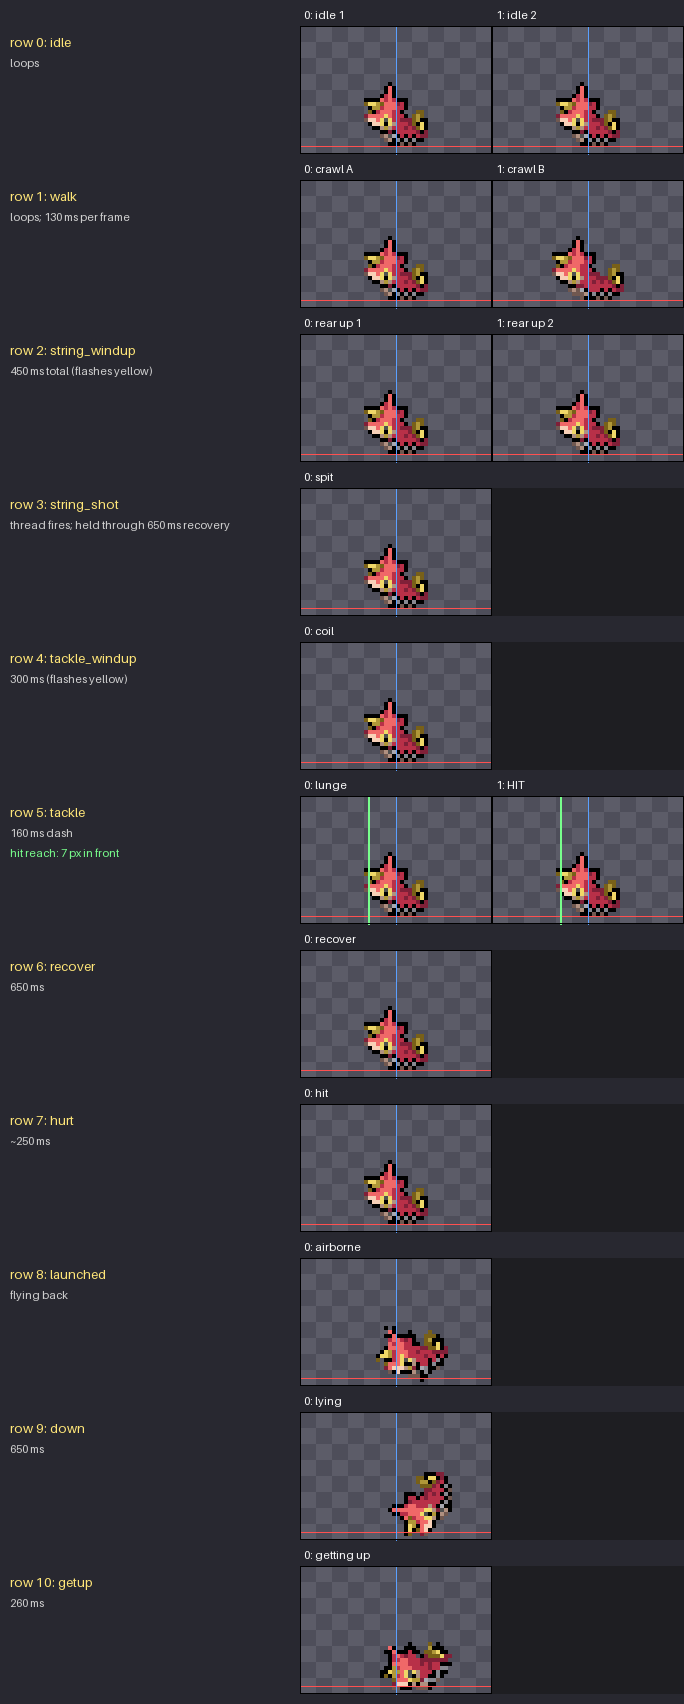 0: idle 1
1: idle 2
row 0: idle
loops
0: crawl A
1: crawl B
row 1: walk
loops; 130 ms per frame
0: rear up 1
1: rear up 2
row 2: string_windup
450 ms total (flashes yellow)
0: spit
row 3: string_shot
thread fires; held through 650 ms recovery
0: coil
row 4: tackle_windup
300 ms (flashes yellow)
0: lunge
1: HIT
row 5: tackle
160 ms dash
hit reach: 7 px in front
0: recover
row 6: recover
650 ms
0: hit
row 7: hurt
~250 ms
0: airborne
row 8: launched
flying back
0: lying
row 9: down
650 ms
0: getting up
row 10: getup
260 ms